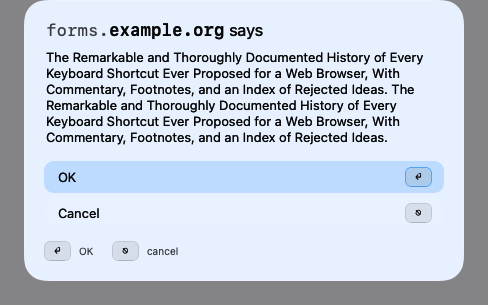 forms.example.org says
The Remarkable and Thoroughly Documented History of Every
Keyboard Shortcut Ever Proposed for a Web Browser, With
Commentary, Footnotes, and an Index of Rejected Ideas. The
Remarkable and Thoroughly Documented History of Every
Keyboard Shortcut Ever Proposed for a Web Browser, With
Commentary, Footnotes, and an Index of Rejected Ideas.
OK
Cancel
OK cancel